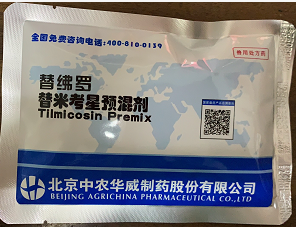 全国免费咨询电话:400-810-0139
兽用处方药
替绋罗
替米考星预混剂
Tilmicosin Premix
北京中农华威制药股份有限公司
BEIJING AGRICHINA PHARMACEUTICAL CO.,LTD